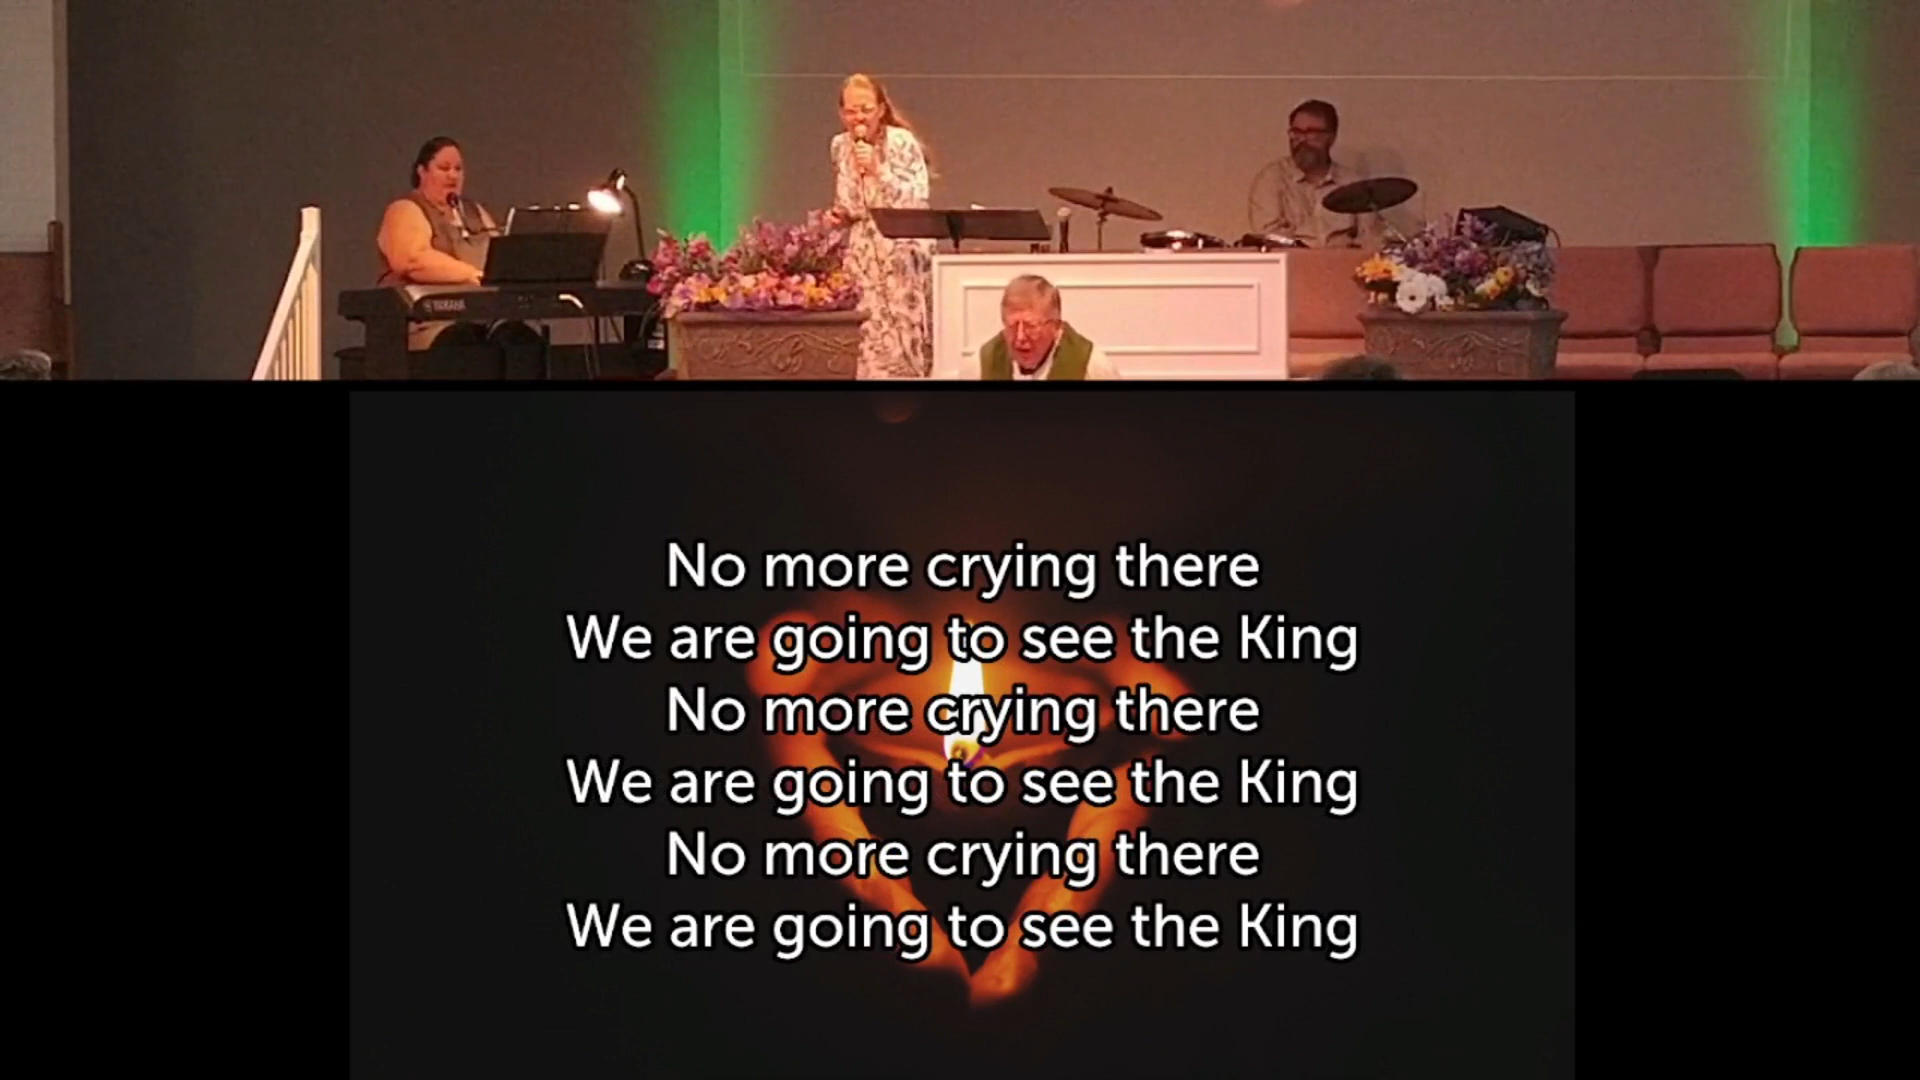 YAMAHA
No more crying there
We are going to see the King
No more crying there
We are going to see the King
No more crying there
We are going to see the King